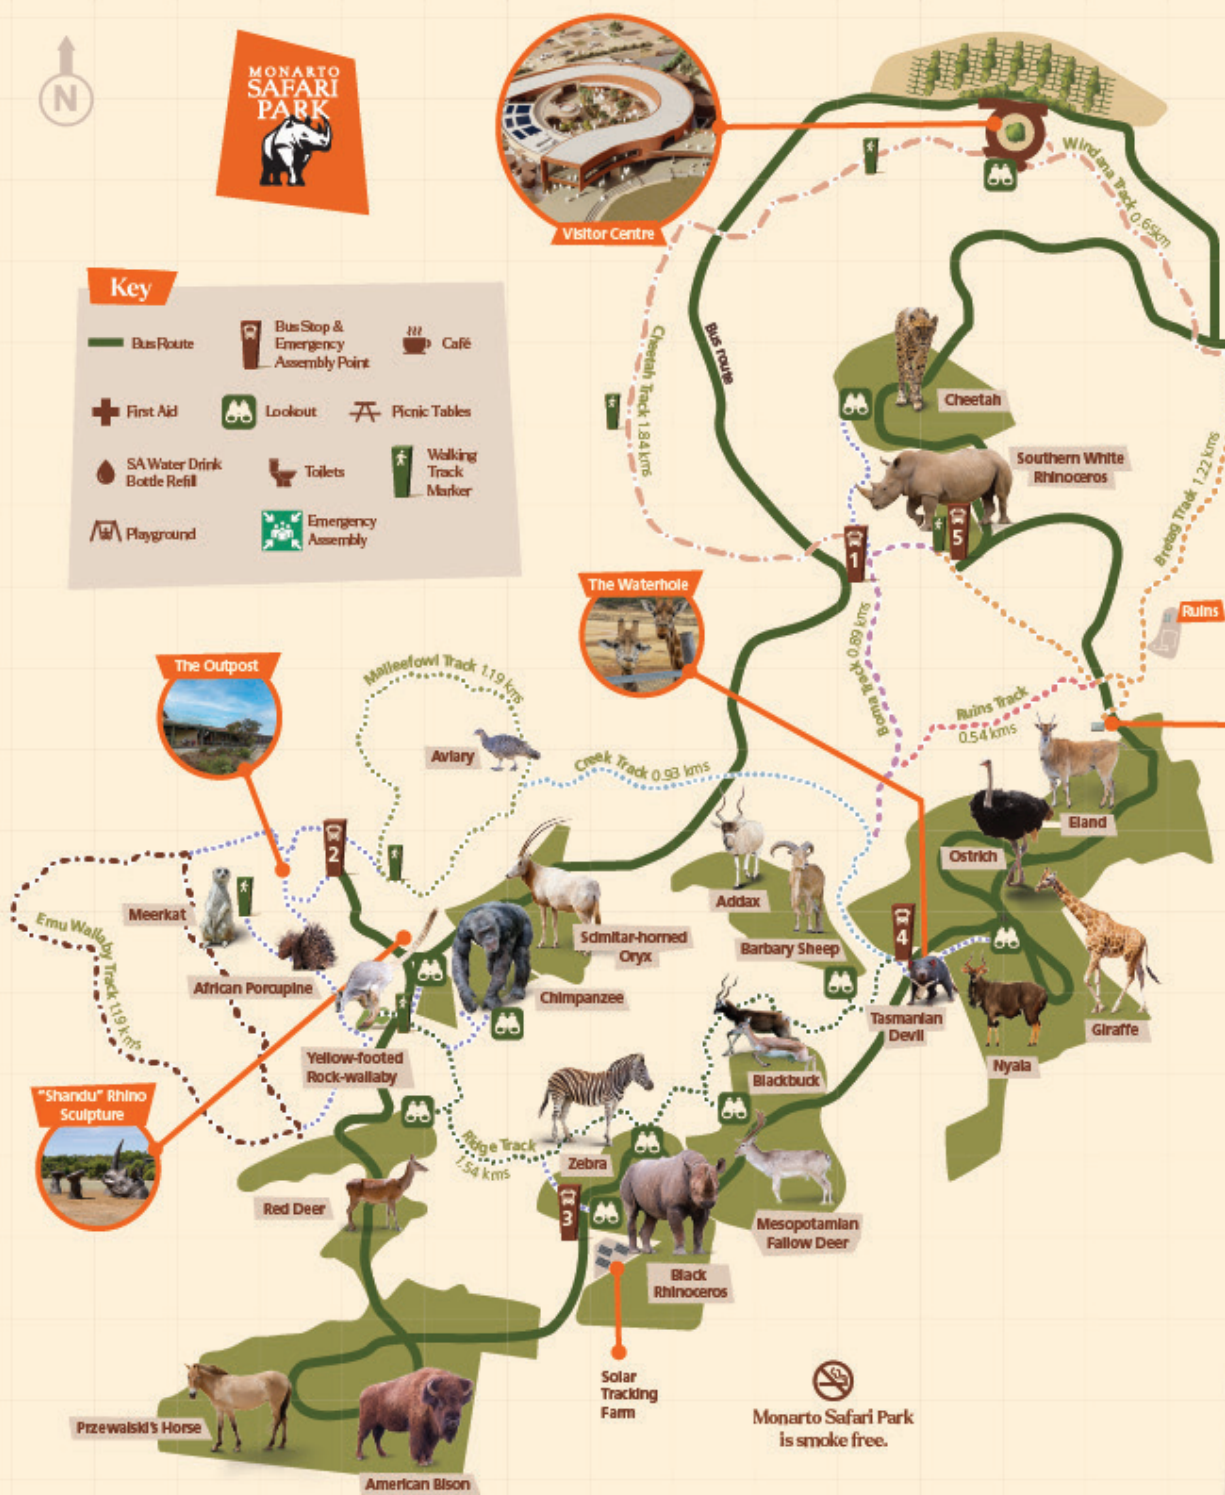 N
MONARTO
SAFARI
PARK
Visitor Centre
Windana Track 0.65km
Key
Bus Route
Bus Stop &
Emergency
Assembly Point
Café
First Aid
Lookout
Picnic Tables
SA Water Drink
Bottle Refill
Toilets
Walking
Track
Marker
Playground
Emergency
Assembly
Cheetah Track 1.84 kms
Bus route
Cheetah
Southern White
Rhinoceros
Bretag Track 1.22 kms
1
5
The Waterhole
Ruins
The Outpost
Malleefowl Track 1.19 kms
Boma Track 0.89 kms
Ruins Track
0.54 kms
Aviary
Creek Track 0.93 kms
Eland
Ostrich
2
Meerkat
Addax
Emu Wallaby Track 1.19 kms
Scimitar-horned
Oryx
Barbary Sheep
4
African Porcupine
Chimpanzee
Tasmanian
Devil
Giraffe
Nyala
Yellow-footed
Rock-wallaby
Blackbuck
"Shandu" Rhino
Sculpture
Ridge Track
1.54 kms
Zebra
Red Deer
3
Mesopotamian
Fallow Deer
Black
Rhinoceros
Solar
Tracking
Farm
Przewalski's Horse
American Bison
Monarto Safari Park
is smoke free.